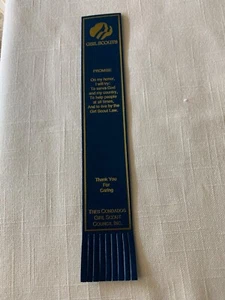 GIRL SCOUTS
PROMISE
On my honor,
I will try:
To serve God
and my country,
To help people
at all times,
And to live by the
Girl Scout Law.
Thank You
For
Caring
GIRL SCOUT
COUNCIL INC.